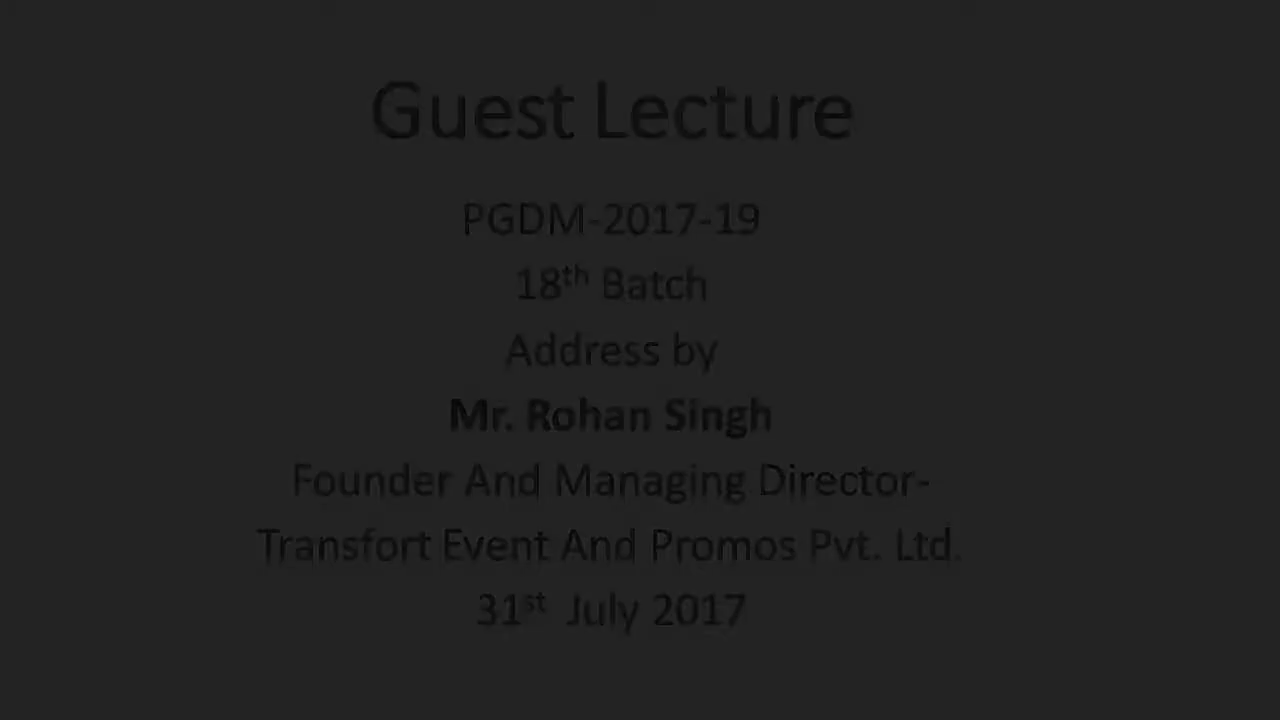 Guest Lecture
PGDM-2017-19
18th Batch
Address by
Mr. Rohan Singh
Founder And Managing Director-
Transfort Event And Promos Pvt. Ltd.
31st July 2017